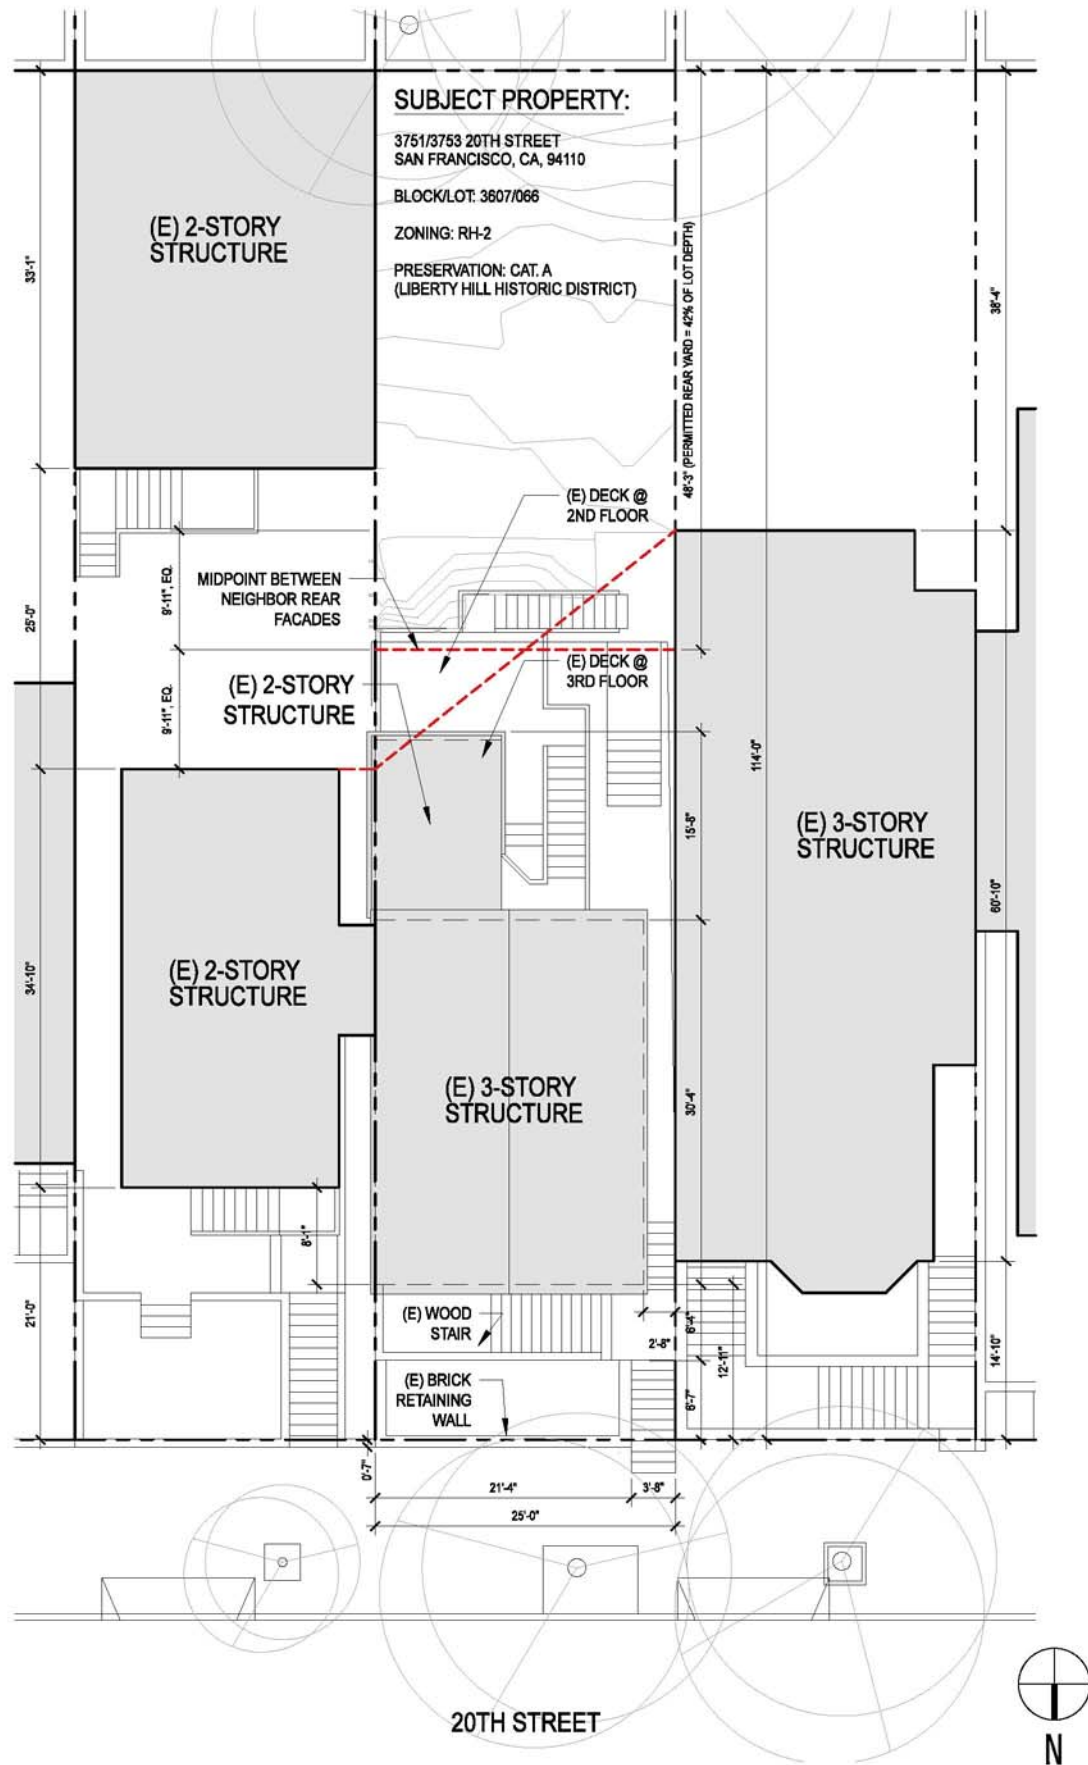 SUBJECT PROPERTY:
3751/3753 20TH STREET
SAN FRANCISCO, CA, 94110
BLOCK/LOT: 3607/066
ZONING: RH-2
PRESERVATION: CAT. A
(LIBERTY HILL HISTORIC DISTRICT)
(E) 2-STORY
STRUCTURE
33'-1"
48'-3" (PERMITTED REAR YARD = 42% OF LOT DEPTH)
38'-4"
(E) DECK @
2ND FLOOR
MIDPOINT BETWEEN
NEIGHBOR REAR
FACADES
9'-11", EQ.
25'-0"
9'-11", EQ.
(E) DECK @
3RD FLOOR
(E) 2-STORY
STRUCTURE
114'-0"
15'-8"
(E) 3-STORY
STRUCTURE
60'-10"
34'-10"
(E) 2-STORY
STRUCTURE
(E) 3-STORY
STRUCTURE
30'-4"
8'-1"
21'-0"
(E) WOOD
STAIR
2'-8"
6'-4"
12'-11"
14'-10"
(E) BRICK
RETAINING
WALL
6'-7"
0'-7"
21'-4"
3'-8"
25'-0"
20TH STREET
N